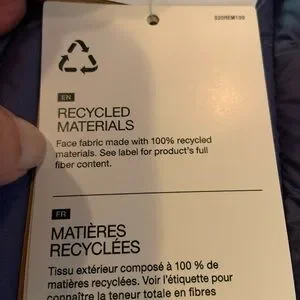 320REM100
EN
RECYCLED
MATERIALS
Face fabric made with 100% recycled
materials. See label for product's full
fiber content.
FR
MATIÈRES
RECYCLÉES
Tissu extérieur composé à 100 % de
matières recyclées. Voir l'étiquette pour
connaître la teneur totale en fibres